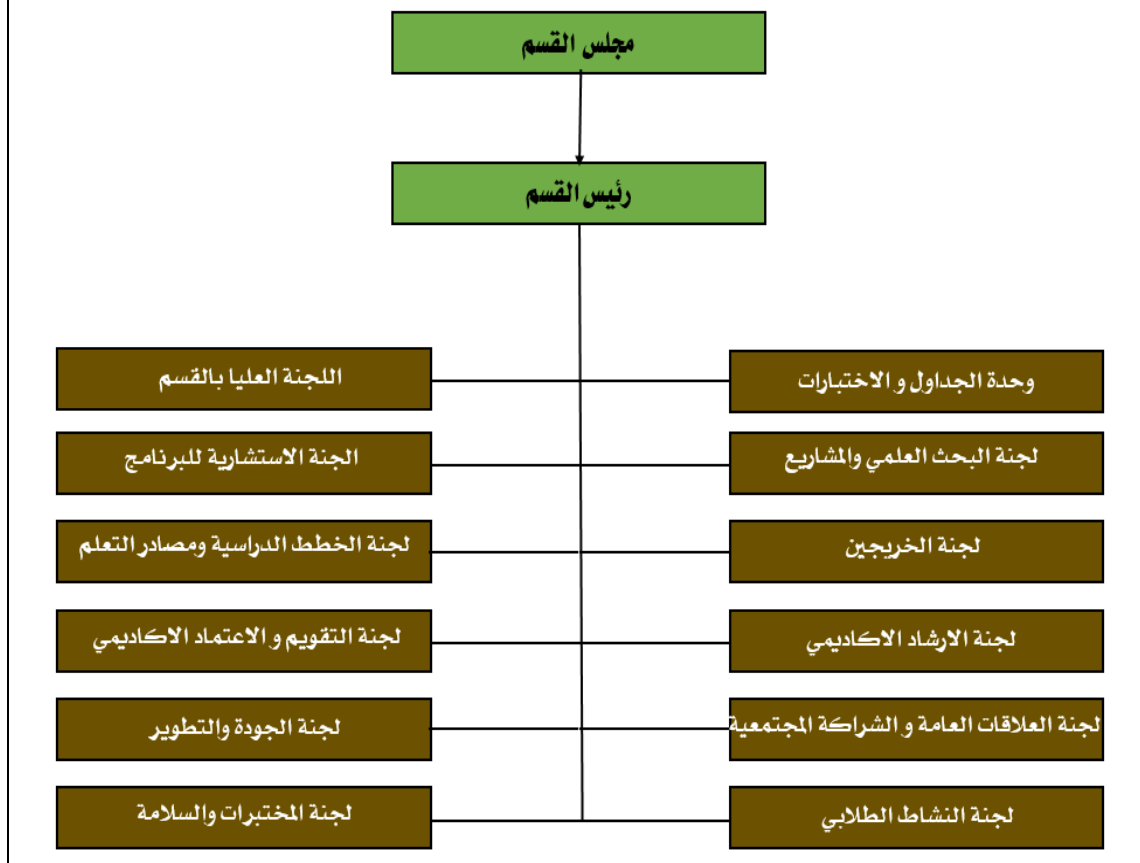 مجلس القسم
رئيس القسم
وحدة الجداول و الاختبارات
اللجنة العليا بالقسم
لجنة البحث العلمي والمشاريع
الجنة الاستشارية للبرنامج
لجنة الخريجين
لجنة الخطط الدراسية ومصادر التعلم
لجنة الارشاد الاكاديمي
لجنة التقويم و الاعتماد الاكاديمي
لجنة العلاقات العامة و الشراكة المجتمعية
لجنة الجودة والتطوير
لجنة النشاط الطلابي
لجنة المختبرات والسلامة